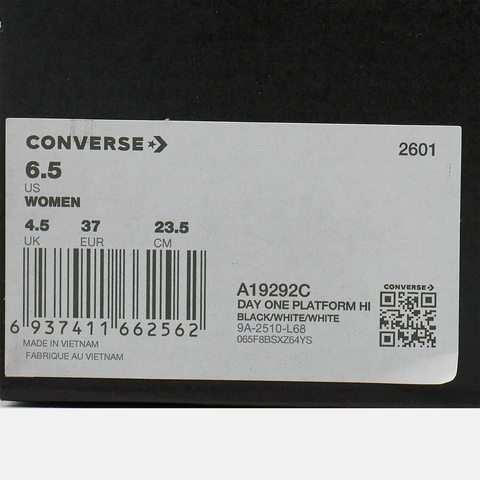 CONVERSE
2601
6.5
US
WOMEN
4.5 37 23.5
UK EUR CM
6 937411 662562
MADE IN VIETNAM
FABRIQUE AU VIETNAM
A19292C
DAY ONE PLATFORM HI
BLACK/WHITE/WHITE
9A-2510-L68
065F8BSXZ64YS
CONVERSE